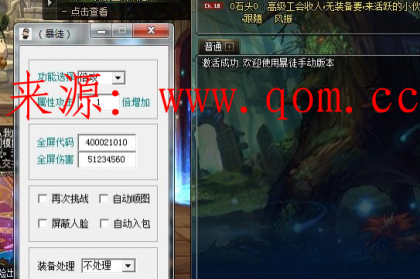 - 点击查看
Ch.18 0石头0 高级工会收人,无装备要,来活跃的小伙
跟随 风振
（暴徒）
普通 +
激活成功 欢迎使用暴徒手动版本
功能选择 倍攻
属性攻击 1 倍增加
来源：www.qom.cc
全屏代码 400021010
全屏伤害 51234560
再次挑战 自动顺图
屏蔽人脸 自动入包
装备处理 不处理